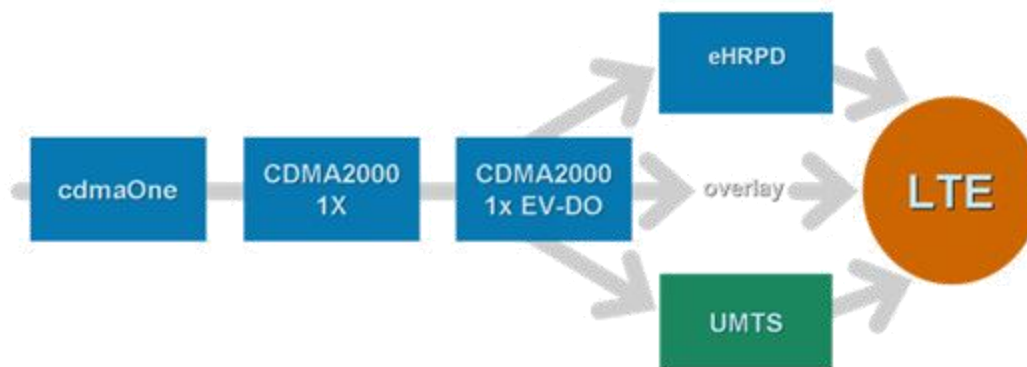 cdmaOne
CDMA2000
1X
CDMA2000
1x EV-DO
eHRPD
overlay
UMTS
LTE